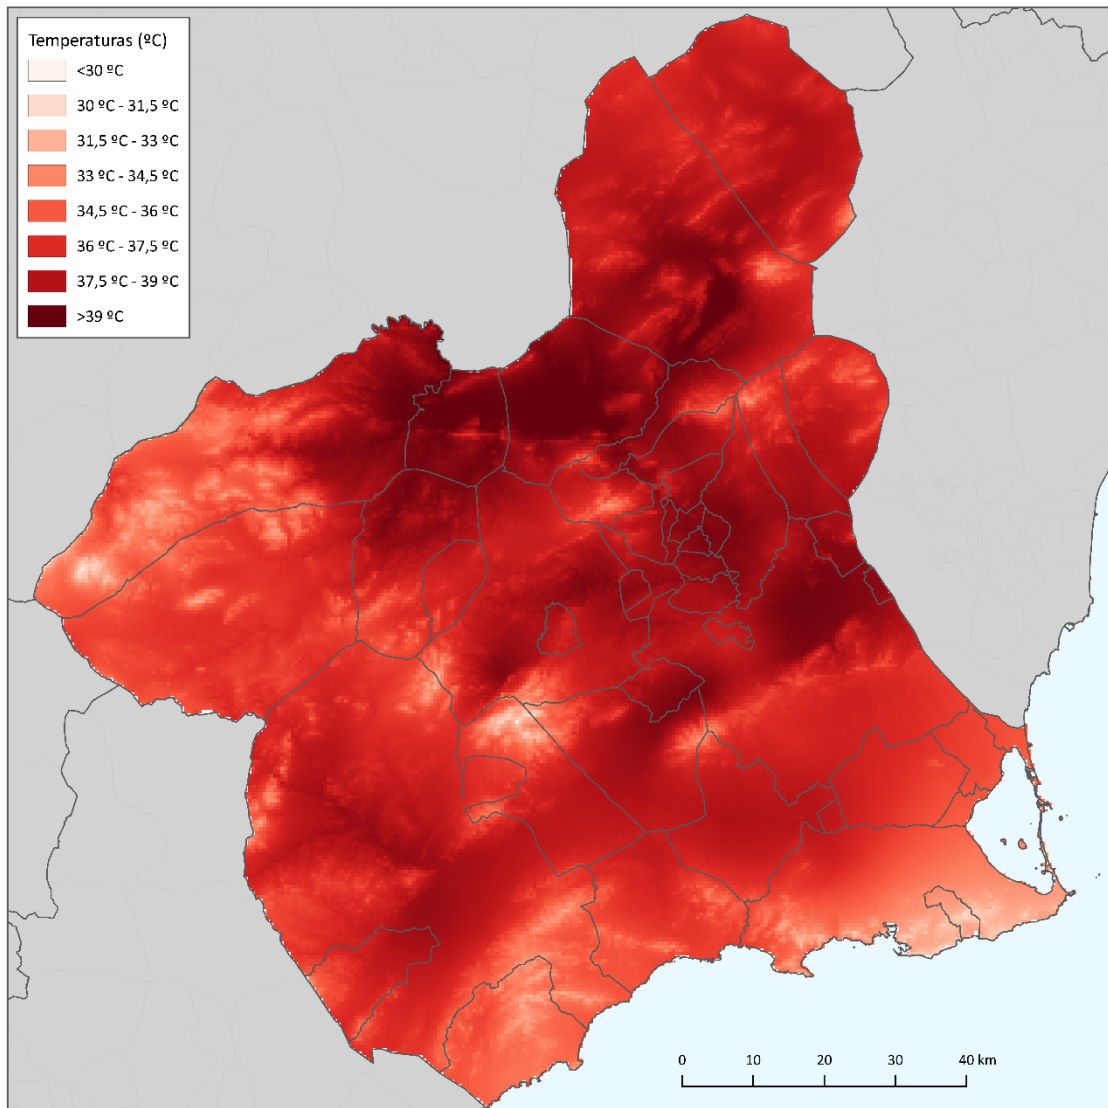 Temperaturas (ºC)
<30 ºC
30 ºC - 31,5 ºC
31,5 ºC - 33 ºC
33 ºC - 34,5 ºC
34,5 ºC - 36 ºC
36 ºC - 37,5 ºC
37,5 ºC - 39 ºC
>39 ºC
0 10 20 30 40 km